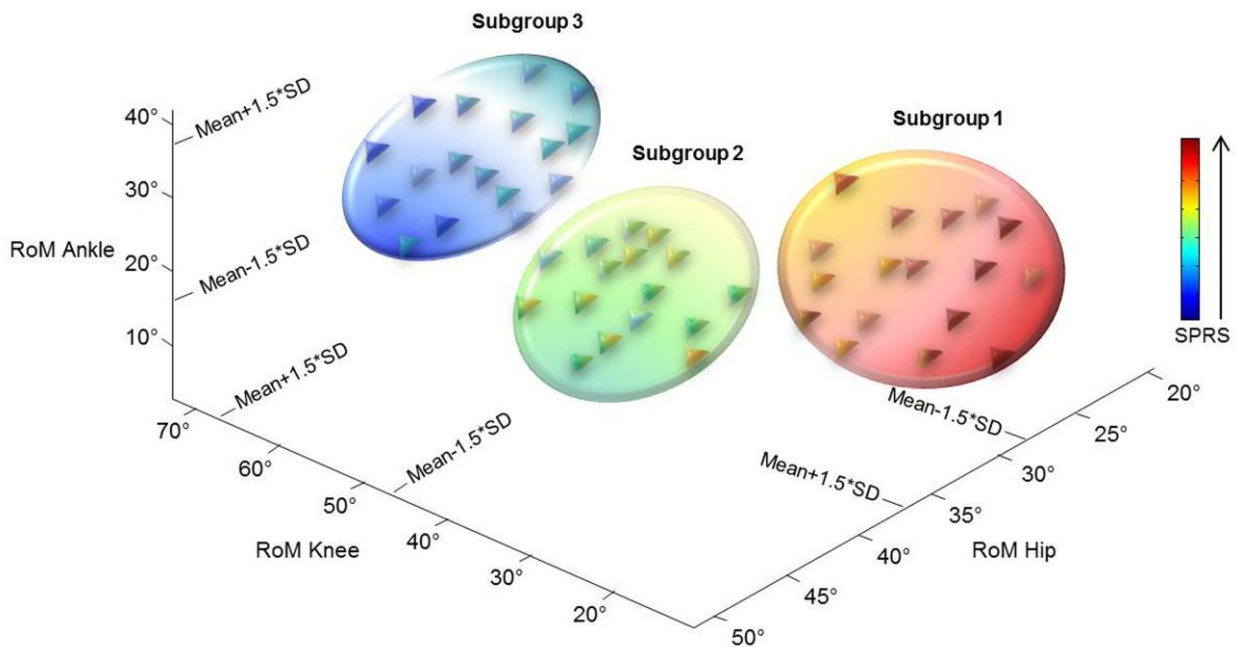 Subgroup 3
Subgroup 1
Subgroup 2
40°
Mean+1.5*SD
30°
RoM Ankle
20°
Mean-1.5*SD
10°
SPRS
Mean+1.5*SD
Mean-1.5*SD
70°
60°
50°
40°
30°
20°
RoM Knee
Mean-1.5*SD
Mean+1.5*SD
20°
25°
30°
35°
40°
45°
50°
RoM Hip